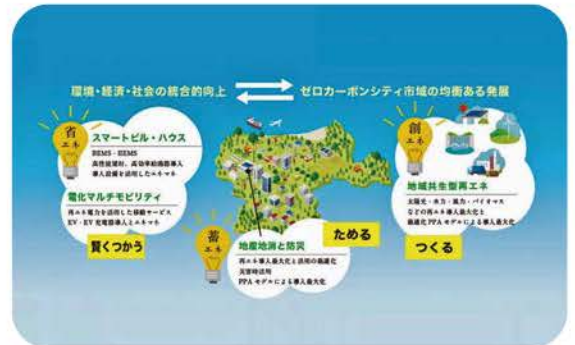 環境・経済・社会の統合的向上
ゼロカーボンシティ市域の均衡ある発展
省
エネ
スマートビル・ハウス
BEMS・HEMS
高性能建材、高効率給湯器導入
導入設備を活用したエネマネ
電化マルチモビリティ
再エネ電力を活用した移動サービス
EV・EV充電器導入とエネマネ
賢くつかう
蓄
エネ
地産地消と防災
再エネ導入最大化と活用の最適化
災害時活用
PPAモデルによる導入最大化
ためる
創
エネ
地域共生型再エネ
太陽光・水力・風力・バイオマス
などの再エネ導入最大化と
最適化PPAモデルによる導入最大化
つくる